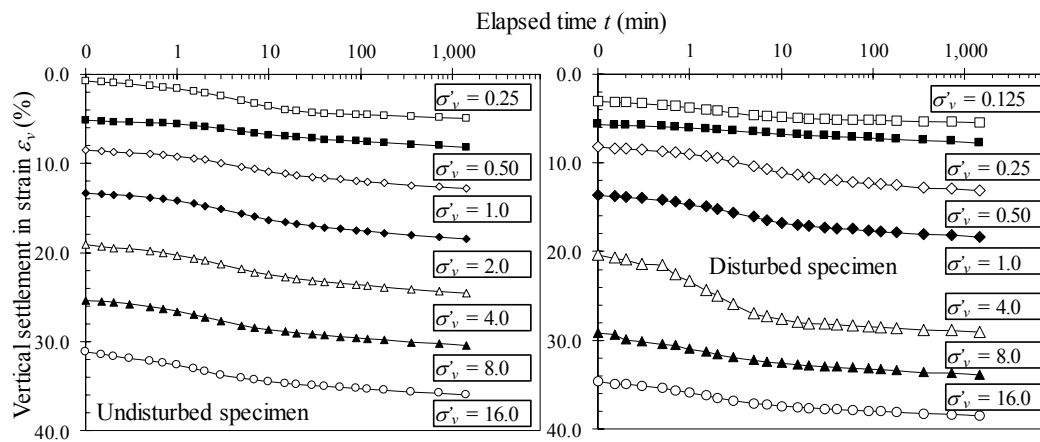 Elapsed time t (min)
0 1 10 100 1,000
0 1 10 100 1,000
Vertical settlement in strain εv (%)
0.0
10.0
20.0
30.0
40.0
σ'v = 0.25
σ'v = 0.50
σ'v = 1.0
σ'v = 2.0
σ'v = 4.0
σ'v = 8.0
σ'v = 16.0
Undisturbed specimen
0.0
10.0
20.0
30.0
40.0
σ'v = 0.125
σ'v = 0.25
σ'v = 0.50
σ'v = 1.0
Disturbed specimen
σ'v = 4.0
σ'v = 8.0
σ'v = 16.0